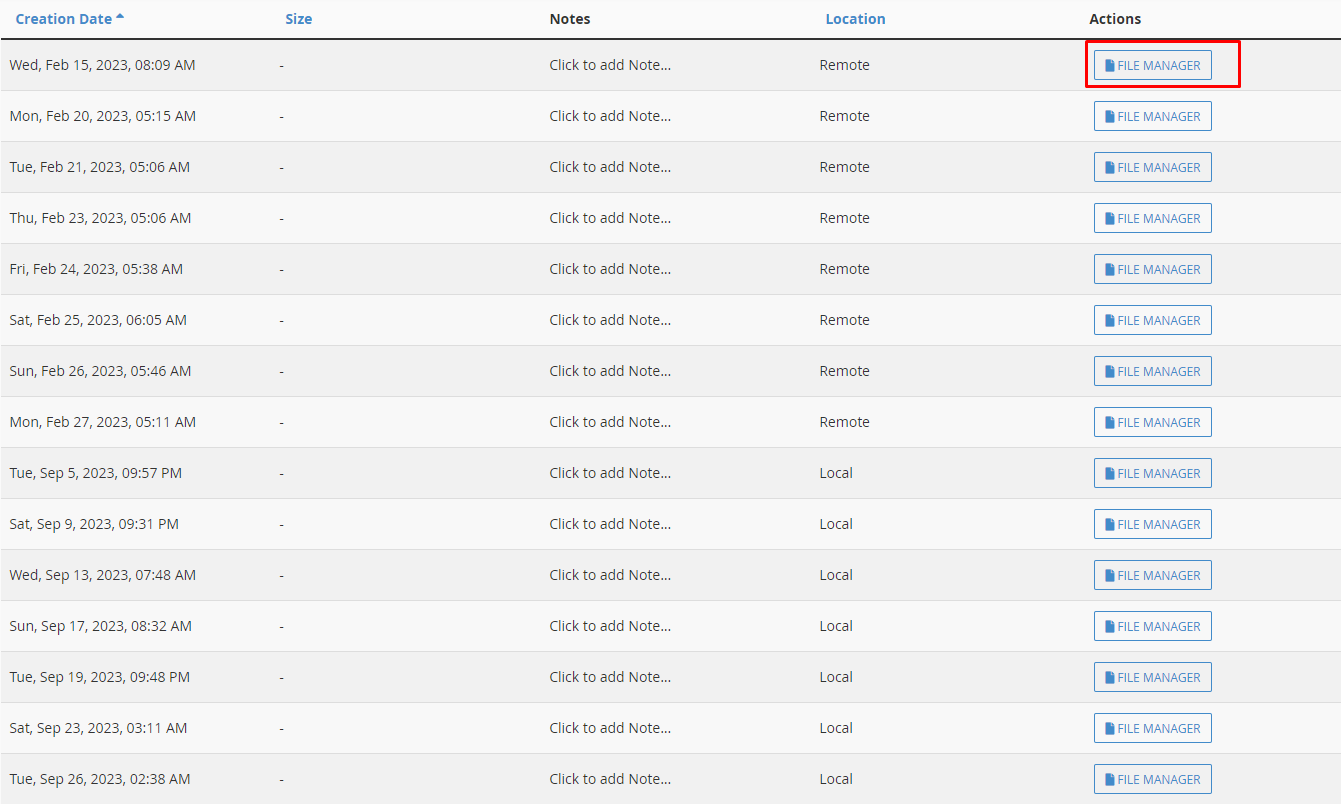 Creation Date Size Notes Location Actions
Wed, Feb 15, 2023, 08:09 AM - Click to add Note... Remote FILE MANAGER
Mon, Feb 20, 2023, 05:15 AM - Click to add Note... Remote FILE MANAGER
Tue, Feb 21, 2023, 05:06 AM - Click to add Note... Remote FILE MANAGER
Thu, Feb 23, 2023, 05:06 AM - Click to add Note... Remote FILE MANAGER
Fri, Feb 24, 2023, 05:38 AM - Click to add Note... Remote FILE MANAGER
Sat, Feb 25, 2023, 06:05 AM - Click to add Note... Remote FILE MANAGER
Sun, Feb 26, 2023, 05:46 AM - Click to add Note... Remote FILE MANAGER
Mon, Feb 27, 2023, 05:11 AM - Click to add Note... Remote FILE MANAGER
Tue, Sep 5, 2023, 09:57 PM - Click to add Note... Local FILE MANAGER
Sat, Sep 9, 2023, 09:31 PM - Click to add Note... Local FILE MANAGER
Wed, Sep 13, 2023, 07:48 AM - Click to add Note... Local FILE MANAGER
Sun, Sep 17, 2023, 08:32 AM - Click to add Note... Local FILE MANAGER
Tue, Sep 19, 2023, 09:48 PM - Click to add Note... Local FILE MANAGER
Sat, Sep 23, 2023, 03:11 AM - Click to add Note... Local FILE MANAGER
Tue, Sep 26, 2023, 02:38 AM - Click to add Note... Local FILE MANAGER